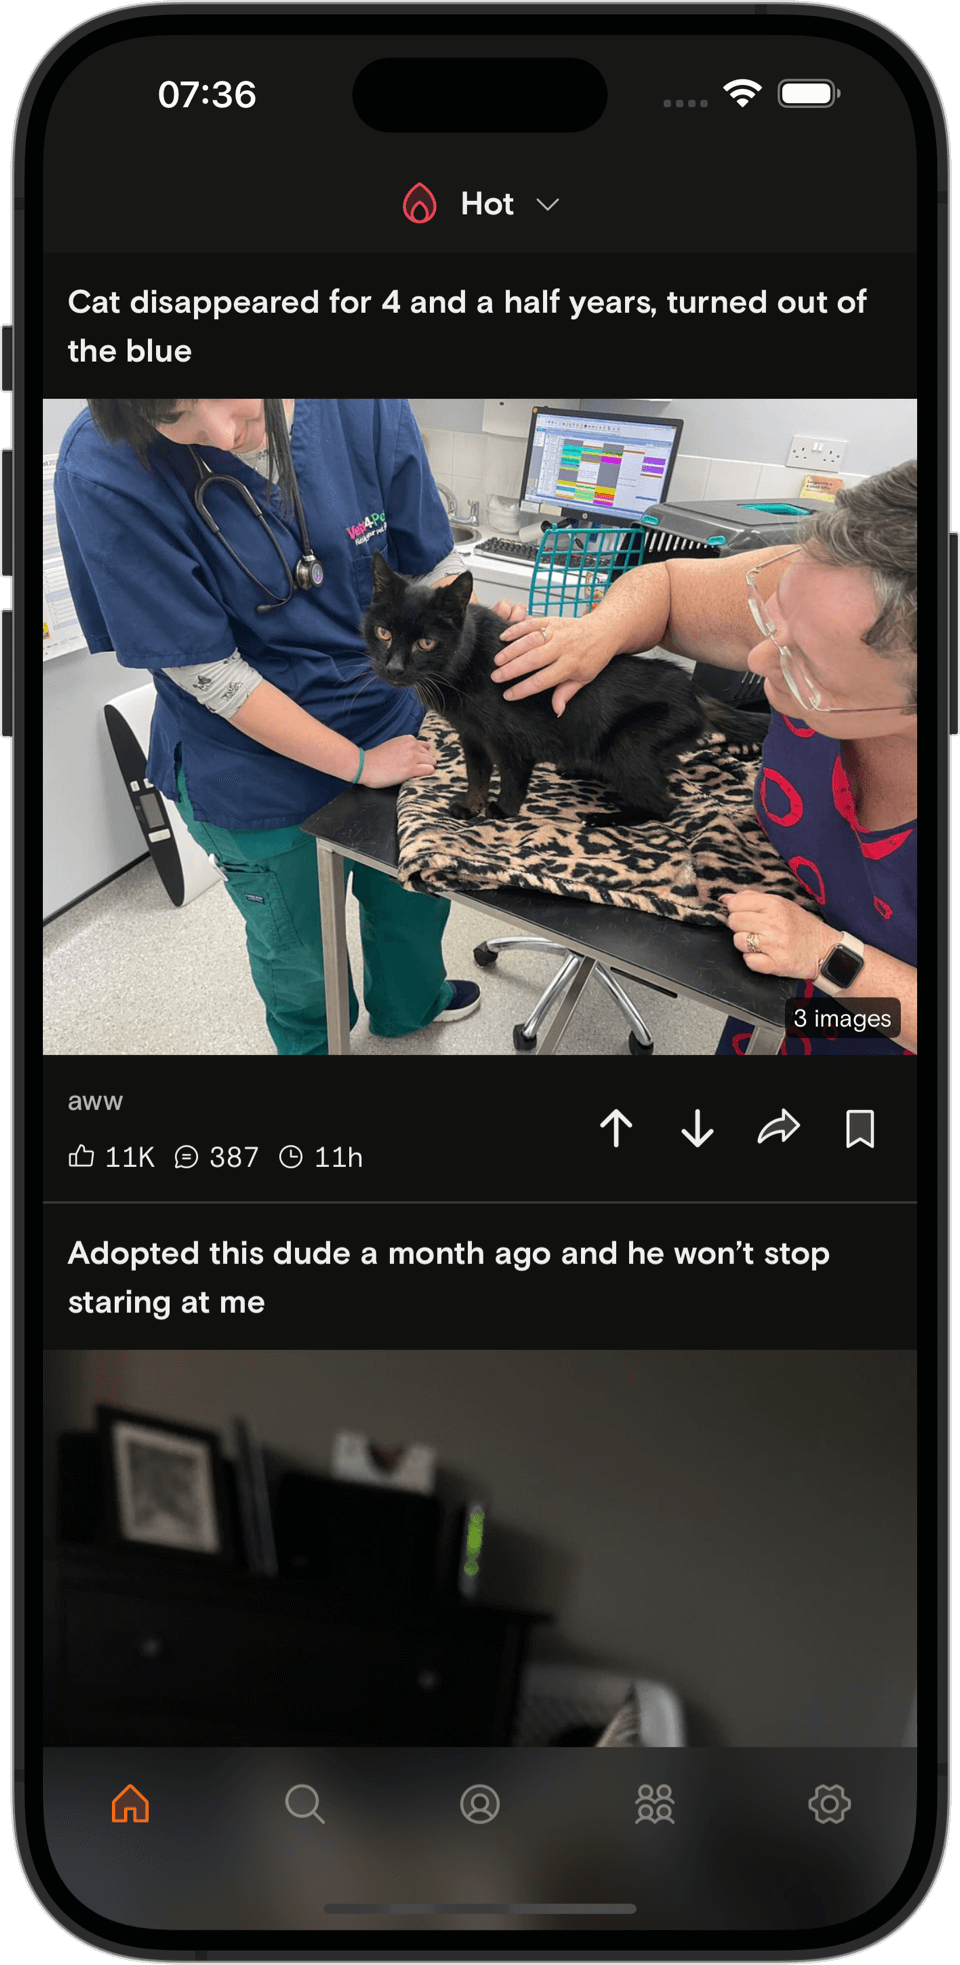 07:36
Hot
Cat disappeared for 4 and a half years, turned out of
the blue
Vets4Pe
3 images
aww
11K 387 11h
Adopted this dude a month ago and he won’t stop
staring at me